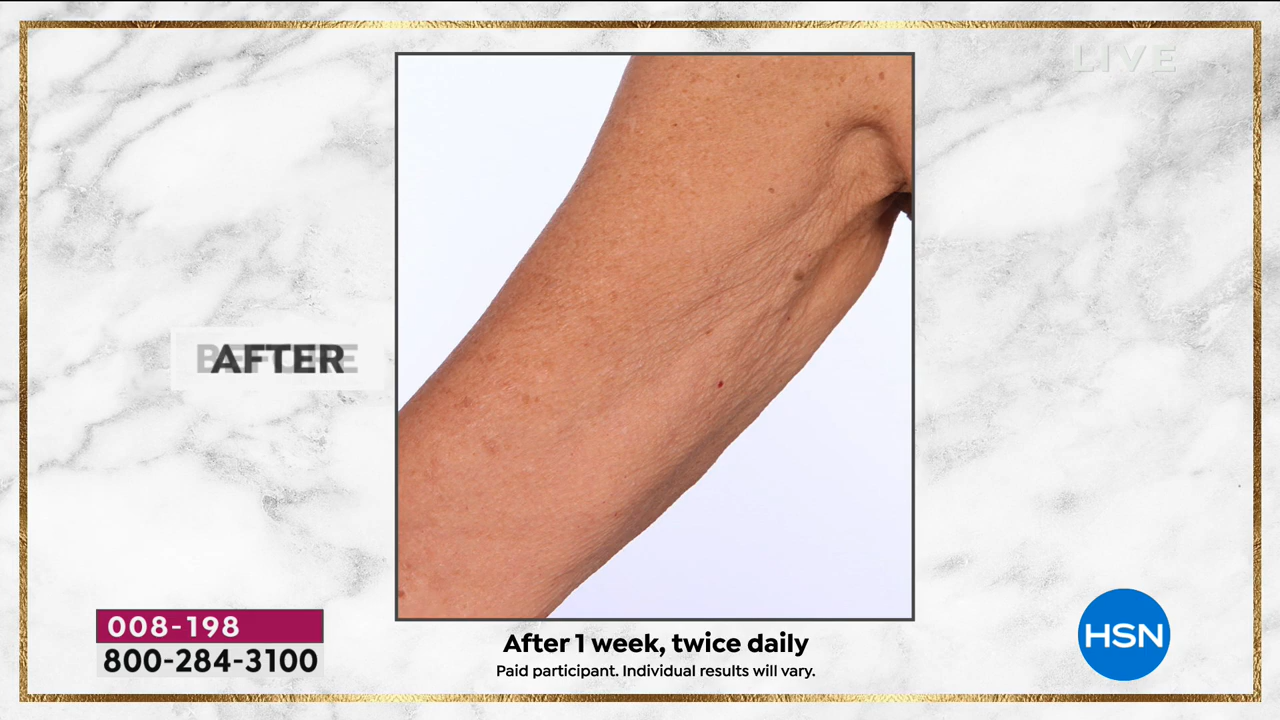 LIVE
AFTER
008-198
800-284-3100
After 1 week, twice daily
Paid participant. Individual results will vary.
HSN